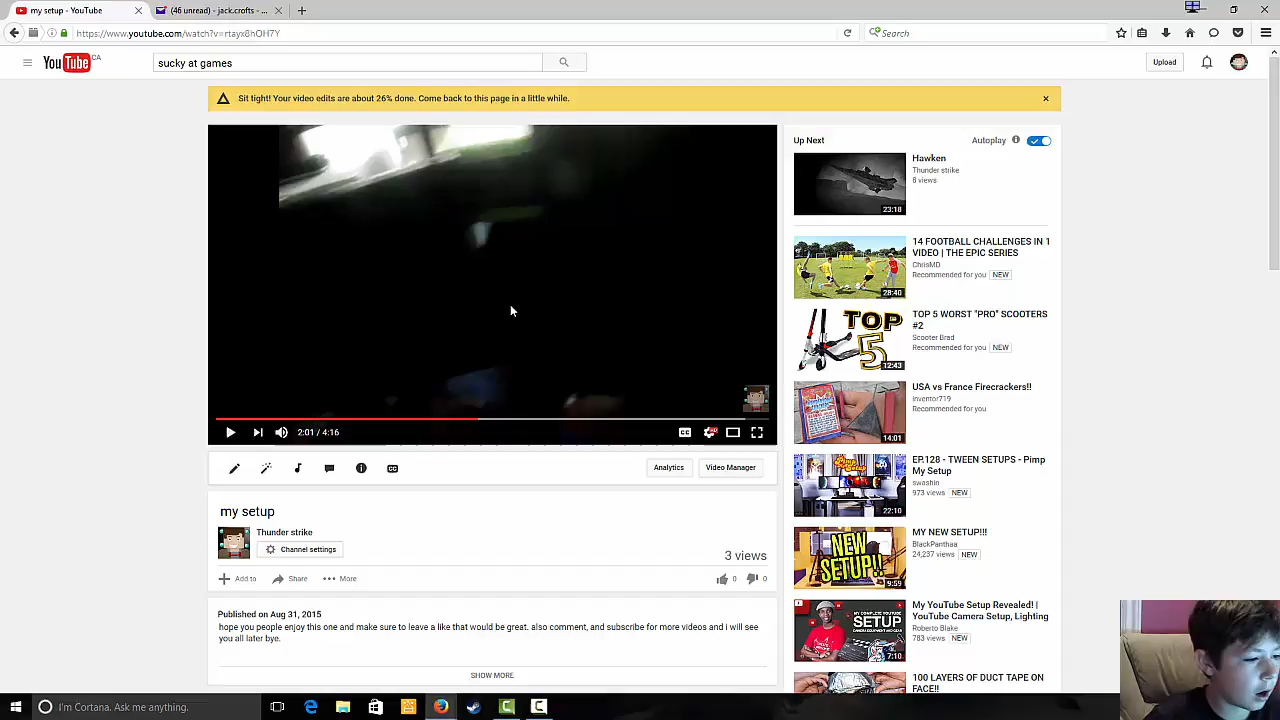 my setup - YouTube
(46 unread) - jack.crofts - ...
https://www.youtube.com/watch?v=rtayx8hOH7Y
Search
YouTube CA
sucky at games
Upload
Sit tight! Your video edits are about 26% done. Come back to this page in a little while.
2:01 / 4:16
Analytics
Video Manager
my setup
Thunder strike
Channel settings
3 views
Add to
Share
More
0
0
Published on Aug 31, 2015
hope you people enjoy this one and make sure to leave a like that would be great. also comment, and subscribe for more videos and i will see
you all later bye.
SHOW MORE
Up Next
Autoplay
Hawken
Thunder strike
8 views
23:18
14 FOOTBALL CHALLENGES IN 1
VIDEO | THE EPIC SERIES
ChrisMD
Recommended for you NEW
28:40
TOP 5
TOP 5 WORST "PRO" SCOOTERS
#2
Scooter Brad
Recommended for you NEW
12:43
USA vs France Firecrackers!!
Inventor719
Recommended for you
14:01
EP.128 - TWEEN SETUPS - Pimp
My Setup
swashin
973 views NEW
22:10
NEW
SETUP!!
MY NEW SETUP!!!
BlackPanthaa
24,237 views NEW
9:59
SETUP
My YouTube Setup Revealed! |
YouTube Camera Setup, Lighting
Roberto Blake
783 views NEW
7:10
100 LAYERS OF DUCT TAPE ON
FACE!!
I'm Cortana. Ask me anything.